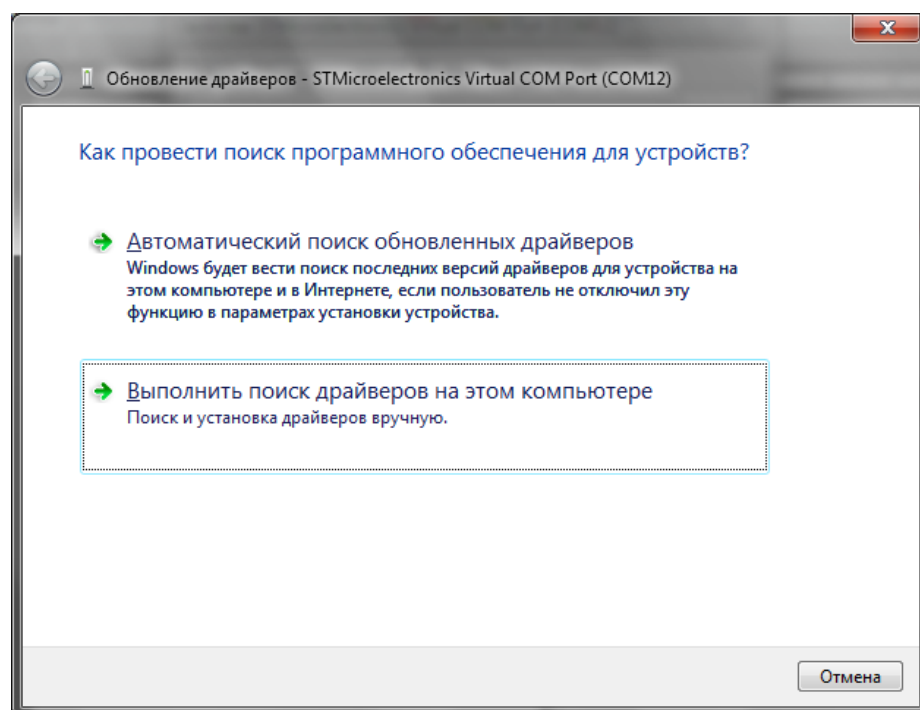 Обновление драйверов - STMicroelectronics Virtual COM Port (COM12)
Как провести поиск программного обеспечения для устройств?
Автоматический поиск обновленных драйверов
Windows будет вести поиск последних версий драйверов для устройства на
этом компьютере и в Интернете, если пользователь не отключил эту
функцию в параметрах установки устройства.
Выполнить поиск драйверов на этом компьютере
Поиск и установка драйверов вручную.
Отмена